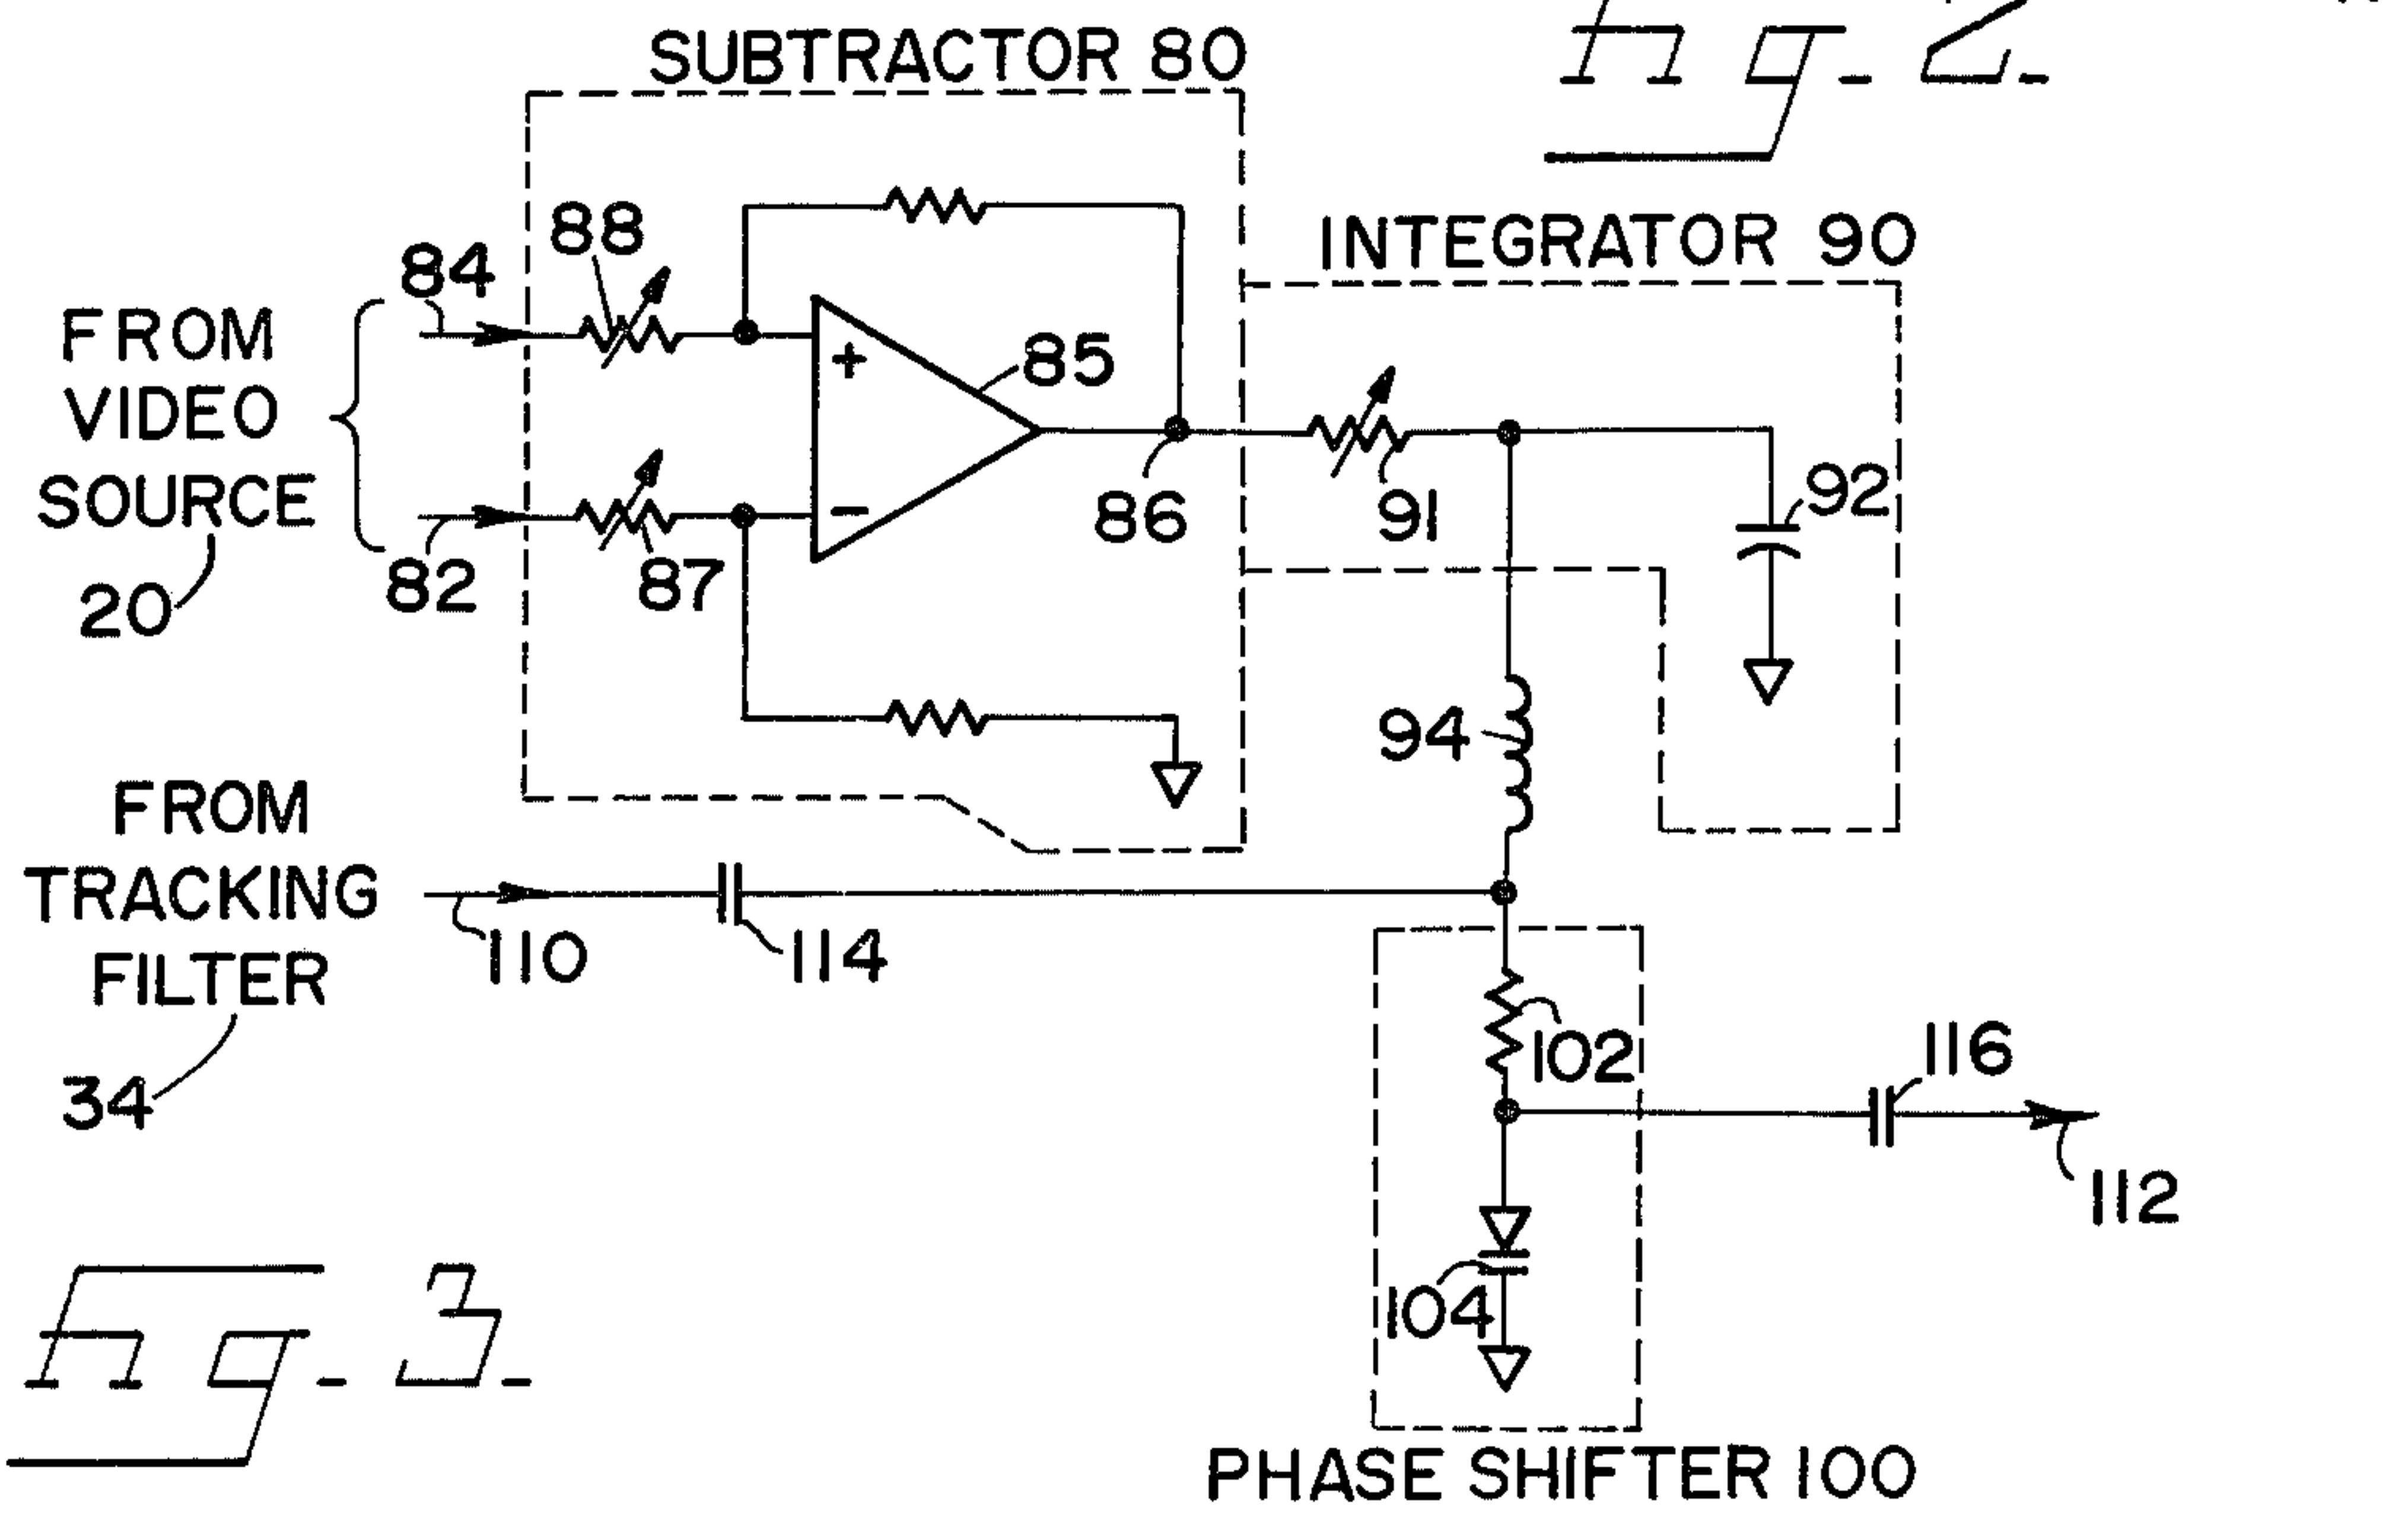 SUBTRACTOR 80
Fig. 2.
88
84
INTEGRATOR 90
FROM
VIDEO
SOURCE
20
+
85
-
82
87
86
91
92
94
FROM
TRACKING
FILTER
34
110
114
102
116
112
104
Fig. 3.
PHASE SHIFTER 100